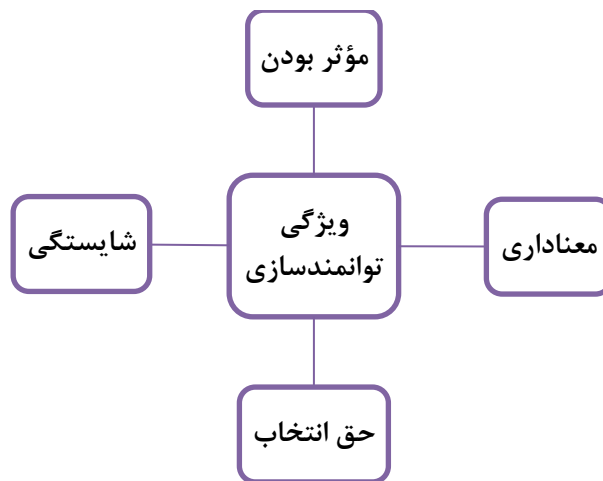 مؤثر بودن
معناداری
ویژگی
توانمندسازی
شایستگی
حق انتخاب